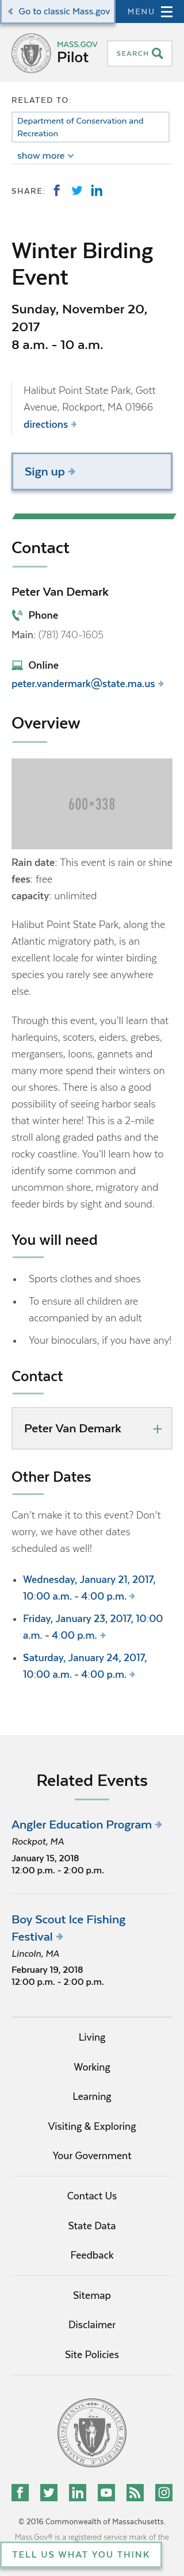 Go to classic Mass.gov
MENU
MASS.GOV
Pilot
SEARCH
RELATED TO:
Department of Conservation and
Recreation
show more
SHARE:
Winter Birding
Event
Sunday, November 20,
2017
8 a.m. - 10 a.m.
Halibut Point State Park, Gott
Avenue, Rockport, MA 01966
directions
Sign up
Contact
Peter Van Demark
Phone
Main: (781) 740-1605
Online
peter.vandermark@state.ma.us
Overview
600×338
Rain date: This event is rain or shine
fees: free
capacity: unlimited
Halibut Point State Park, along the
Atlantic migratory path, is an
excellent locale for winter birding
species you rarely see anywhere
else.
Through this event, you'll learn that
harlequins, scoters, eiders, grebes,
mergansers, loons, gannets and
many more spend their winters on
our shores. There is also a good
possibility of seeing harbor seals
that winter here! This is a 2-mile
stroll along graded paths and the
rocky coastline. You'll learn how to
identify some common and
uncommon shore, migratory and
feeder birds by sight and sound.
You will need
Sports clothes and shoes
To ensure all children are
accompanied by an adult
Your binoculars, if you have any!
Contact
Peter Van Demark
Other Dates
Can't make it to this event? Don't
worry, we have other dates
scheduled as well!
Wednesday, January 21, 2017,
10:00 a.m. - 4:00 p.m.
Friday, January 23, 2017, 10:00
a.m. - 4:00 p.m.
Saturday, January 24, 2017,
10:00 a.m. - 4:00 p.m.
Related Events
Angler Education Program
Rockpot, MA
January 15, 2018
12:00 p.m. - 2:00 p.m.
Boy Scout Ice Fishing
Festival
Lincoln, MA
February 19, 2018
12:00 p.m. - 2:00 p.m.
Living
Working
Learning
Visiting & Exploring
Your Government
Contact Us
State Data
Feedback
Sitemap
Disclaimer
Site Policies
© 2016 Commonwealth of Massachusetts.
Mass.Gov® is a registered service mark of the
TELL US WHAT YOU THINK